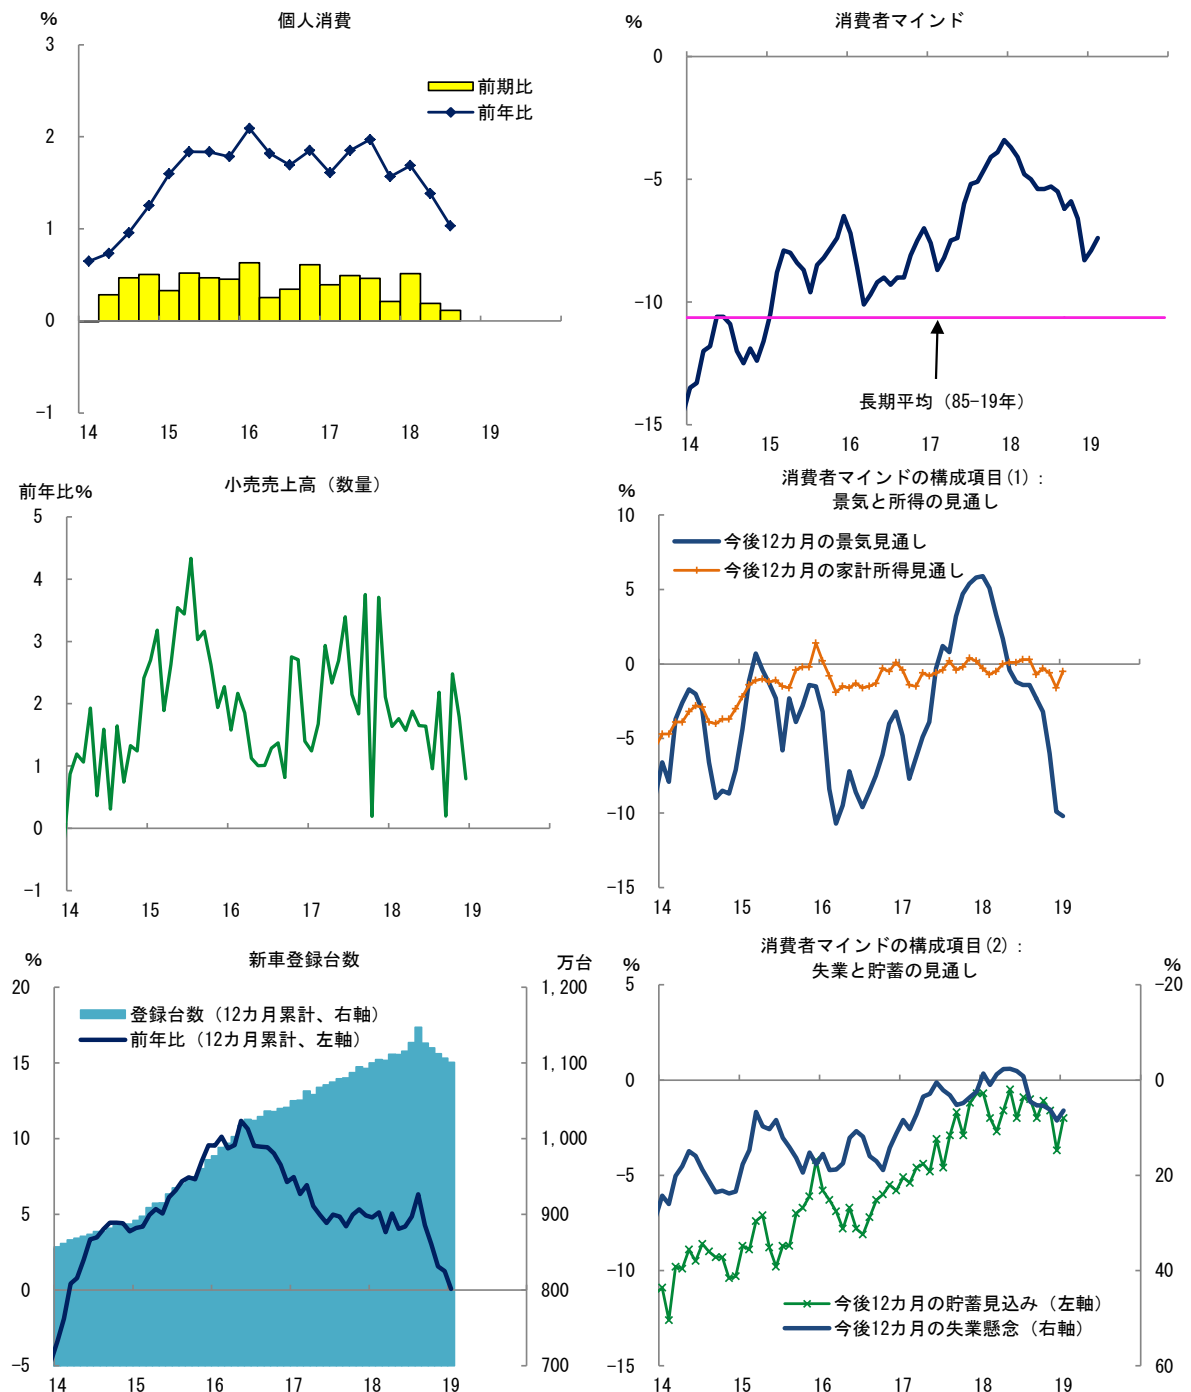 個人消費
%
3
2
1
0
−1
前期比
前年比
14 15 16 17 18 19
消費者マインド
%
0
−5
−10
−15
長期平均（85−19年）
14 15 16 17 18 19
小売売上高（数量）
前年比%
5
4
3
2
1
0
−1
14 15 16 17 18 19
消費者マインドの構成項目(1)：
景気と所得の見通し
%
10
5
0
−5
−10
−15
今後12カ月の景気見通し
今後12カ月の家計所得見通し
14 15 16 17 18 19
新車登録台数
%
万台
20
15
10
5
0
−5
登録台数（12カ月累計、右軸）
前年比（12カ月累計、左軸）
1,200
1,100
1,000
900
800
700
14 15 16 17 18 19
消費者マインドの構成項目(2)：
失業と貯蓄の見通し
%
%
5
0
−5
−10
−15
−20
0
20
40
60
今後12カ月の貯蓄見込み（左軸）
今後12カ月の失業懸念（右軸）
14 15 16 17 18 19